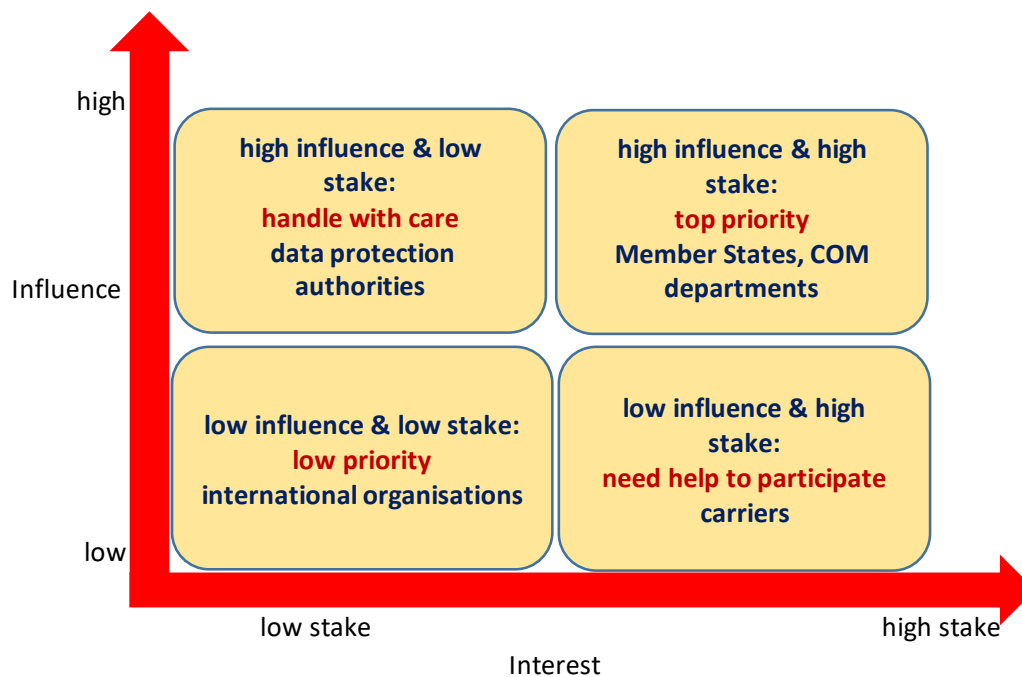 high
high influence & low
stake:
handle with care
data protection
authorities
high influence & high
stake:
top priority
Member States, COM
departments
Influence
low influence & low stake:
low priority
international organisations
low influence & high
stake:
need help to participate
carriers
low
low stake
high stake
Interest